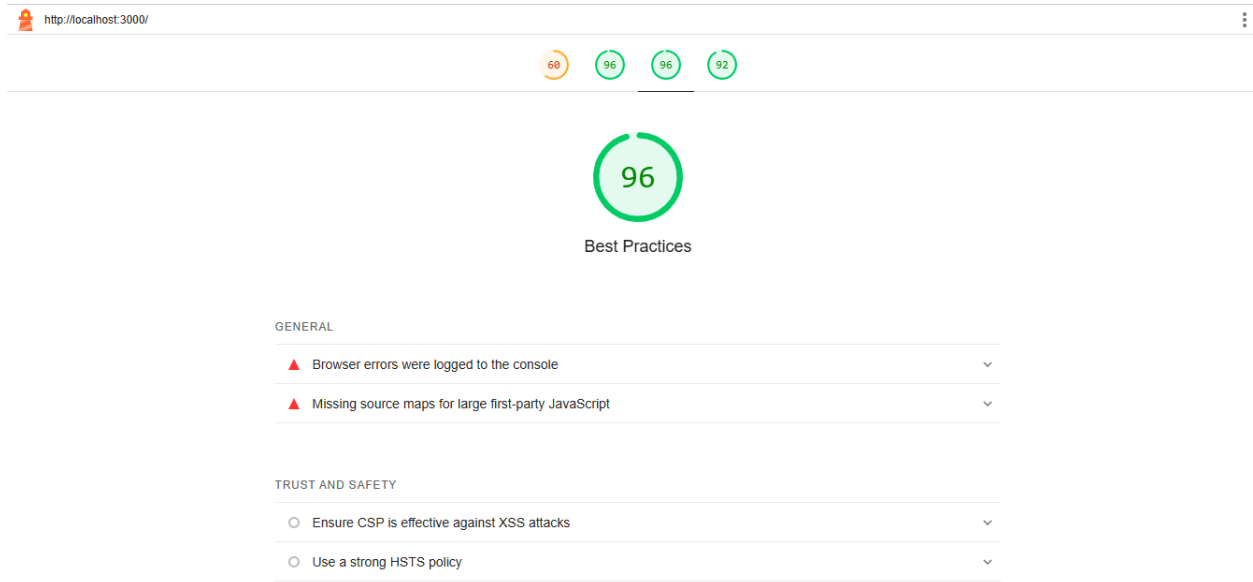 http://localhost:3000/
60 96 96 92
96
Best Practices
GENERAL
Browser errors were logged to the console
Missing source maps for large first-party JavaScript
TRUST AND SAFETY
Ensure CSP is effective against XSS attacks
Use a strong HSTS policy